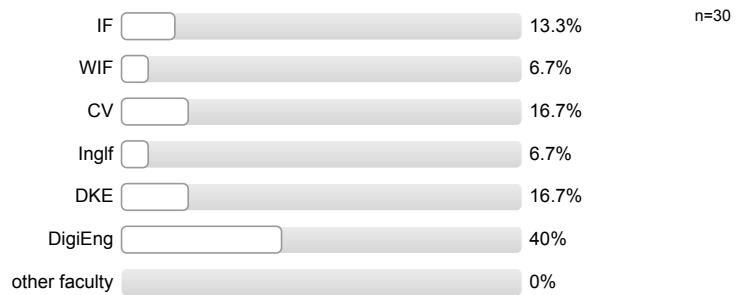 IF 13.3% n=30
WIF 6.7%
CV 16.7%
IngIf 6.7%
DKE 16.7%
DigiEng 40%
other faculty 0%